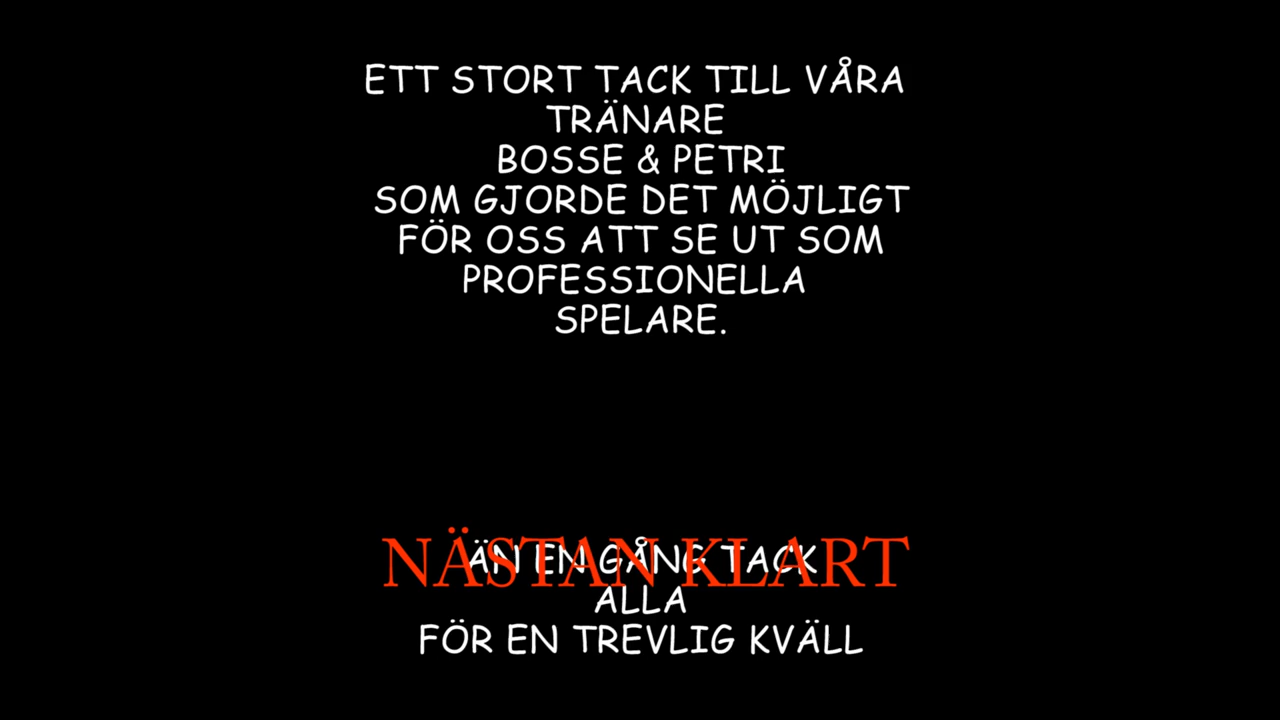 ETT STORT TACK TILL VÅRA
TRÄNARE
BOSSE & PETRI
SOM GJORDE DET MÖJLIGT
FÖR OSS ATT SE UT SOM
PROFESSIONELLA
SPELARE.
NÄSTAN KLART
ÄN EN GÅNG TACK
ALLA
FÖR EN TREVLIG KVÄLL